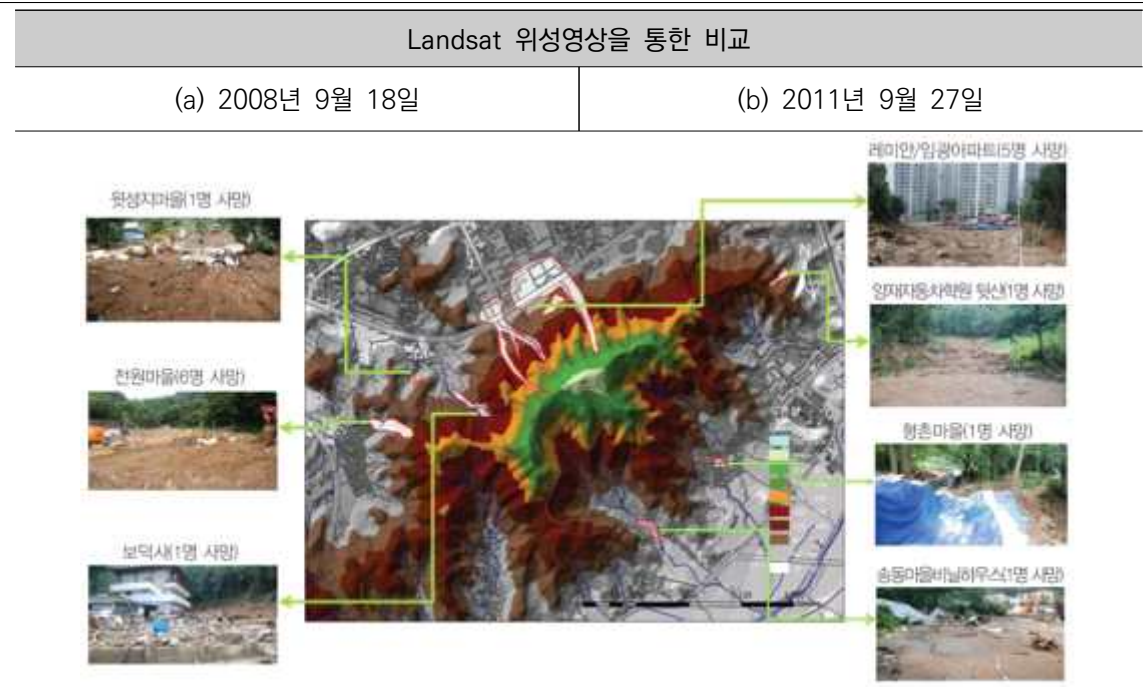 Landsat 위성영상을 통한 비교
(a) 2008년 9월 18일
(b) 2011년 9월 27일
레미안/임광아파트(5명 사망)
윗성지마을(1명 사망)
양재자동차학원 뒷산(1명 사망)
전원마을(6명 사망)
형촌마을(1명 사망)
보덕사(1명 사망)
송동마을비닐하우스(1명 사망)